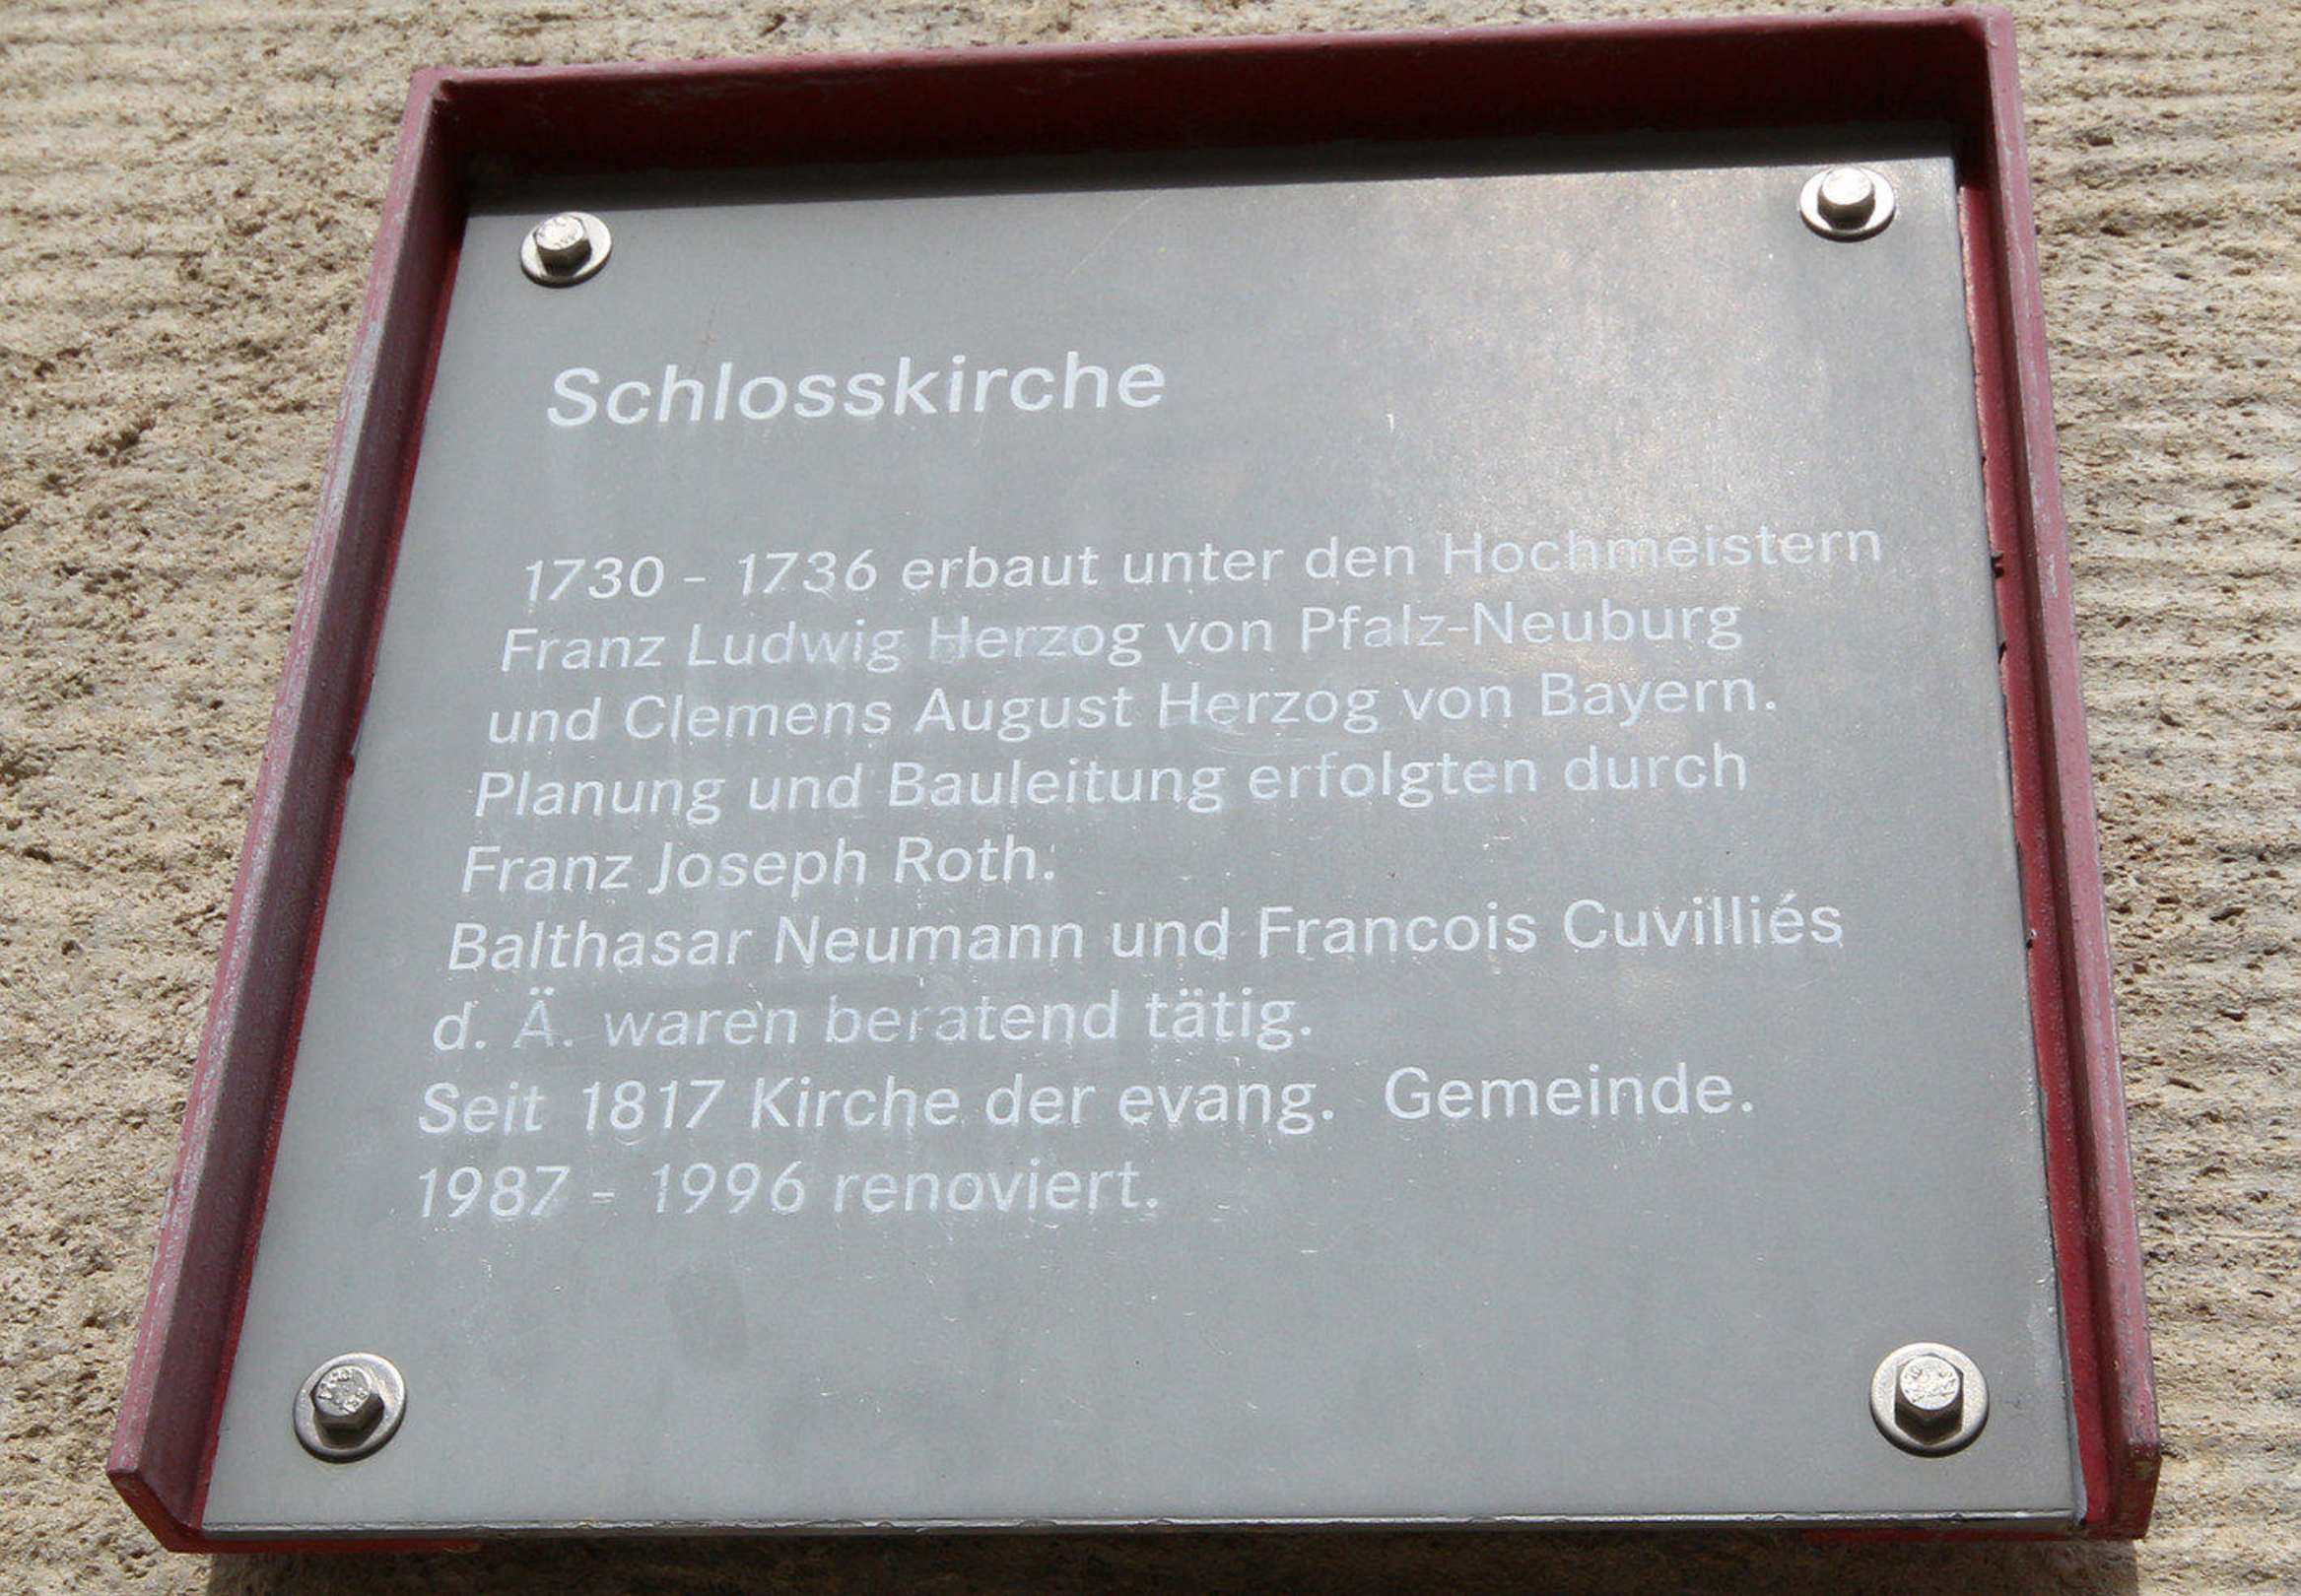 Schlosskirche
1730 - 1736 erbaut unter den Hochmeistern
Franz Ludwig Herzog von Pfalz-Neuburg
und Clemens August Herzog von Bayern.
Planung und Bauleitung erfolgten durch
Franz Joseph Roth.
Balthasar Neumann und Francois Cuvilliés
d. Ä. waren beratend tätig.
Seit 1817 Kirche der evang. Gemeinde.
1987 - 1996 renoviert.